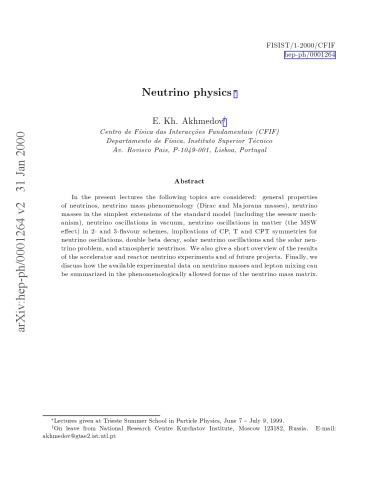 FISIST/1-2000/CFIF
hep-ph/0001264
Neutrino physics *
E. Kh. Akhmedov†
Centro de Física das Interacções Fundamentais (CFIF)
Departamento de Física, Instituto Superior Técnico
Av. Rovisco Pais, P-1049-001, Lisboa, Portugal
Abstract
In the present lectures the following topics are considered: general properties
of neutrinos, neutrino mass phenomenology (Dirac and Majorana masses), neutrino
masses in the simplest extensions of the standard model (including the seesaw mech-
anism), neutrino oscillations in vacuum, neutrino oscillations in matter (the MSW
effect) in 2- and 3-flavour schemes, implications of CP, T and CPT symmetries for
neutrino oscillations, double beta decay, solar neutrino oscillations and the solar neu-
trino problem, and atmospheric neutrinos. We also give a short overview of the results
of the accelerator and reactor neutrino experiments and of future projects. Finally, we
discuss how the available experimental data on neutrino masses and lepton mixing can
be summarized in the phenomenologically allowed forms of the neutrino mass matrix.
*Lectures given at Trieste Summer School in Particle Physics, June 7 – July 9, 1999.
†On leave from National Research Centre Kurchatov Institute, Moscow 123182, Russia. E-mail:
akhmedov@gtae2.ist.utl.pt
arXiv:hep-ph/0001264 v2 31 Jan 2000